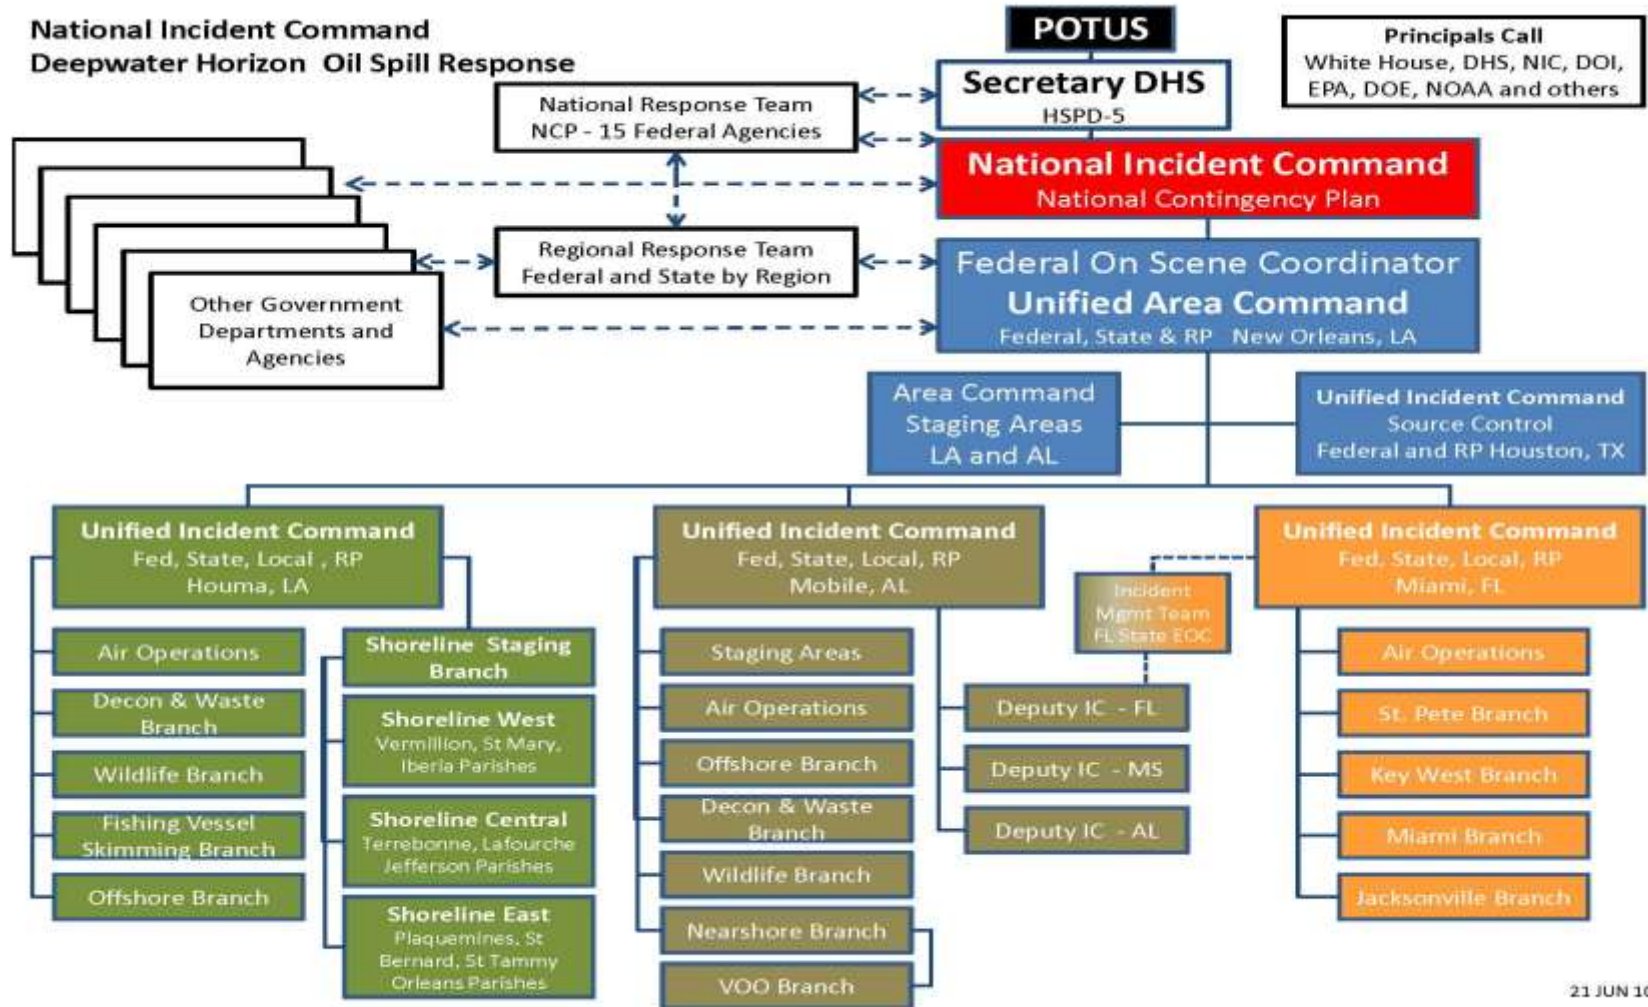 National Incident Command
Deepwater Horizon Oil Spill Response
POTUS
Secretary DHS
HSPD-5
Principals Call
White House, DHS, NIC, DOI,
EPA, DOE, NOAA and others
National Response Team
NCP - 15 Federal Agencies
National Incident Command
National Contingency Plan
Regional Response Team
Federal and State by Region
Federal On Scene Coordinator
Unified Area Command
Federal, State & RP New Orleans, LA
Other Government
Departments and
Agencies
Area Command
Staging Areas
LA and AL
Unified Incident Command
Source Control
Federal and RP Houston, TX
Unified Incident Command
Fed, State, Local , RP
Houma, LA
Air Operations
Decon & Waste
Branch
Wildlife Branch
Fishing Vessel
Skimming Branch
Offshore Branch
Shoreline Staging
Branch
Shoreline West
Vermillion, St Mary,
Iberia Parishes
Shoreline Central
Terrebonne, Lafourche
Jefferson Parishes
Shoreline East
Plaquemines, St
Bernard, St Tammy
Orleans Parishes
Unified Incident Command
Fed, State, Local, RP
Mobile, AL
Staging Areas
Air Operations
Offshore Branch
Decon & Waste
Branch
Wildlife Branch
Nearshore Branch
VOO Branch
Deputy IC - FL
Deputy IC - MS
Deputy IC - AL
Incident
Mgmt Team
FL State EOC
Unified Incident Command
Fed, State, Local, RP
Miami, FL
Air Operations
St. Pete Branch
Key West Branch
Miami Branch
Jacksonville Branch
21 JUN 10